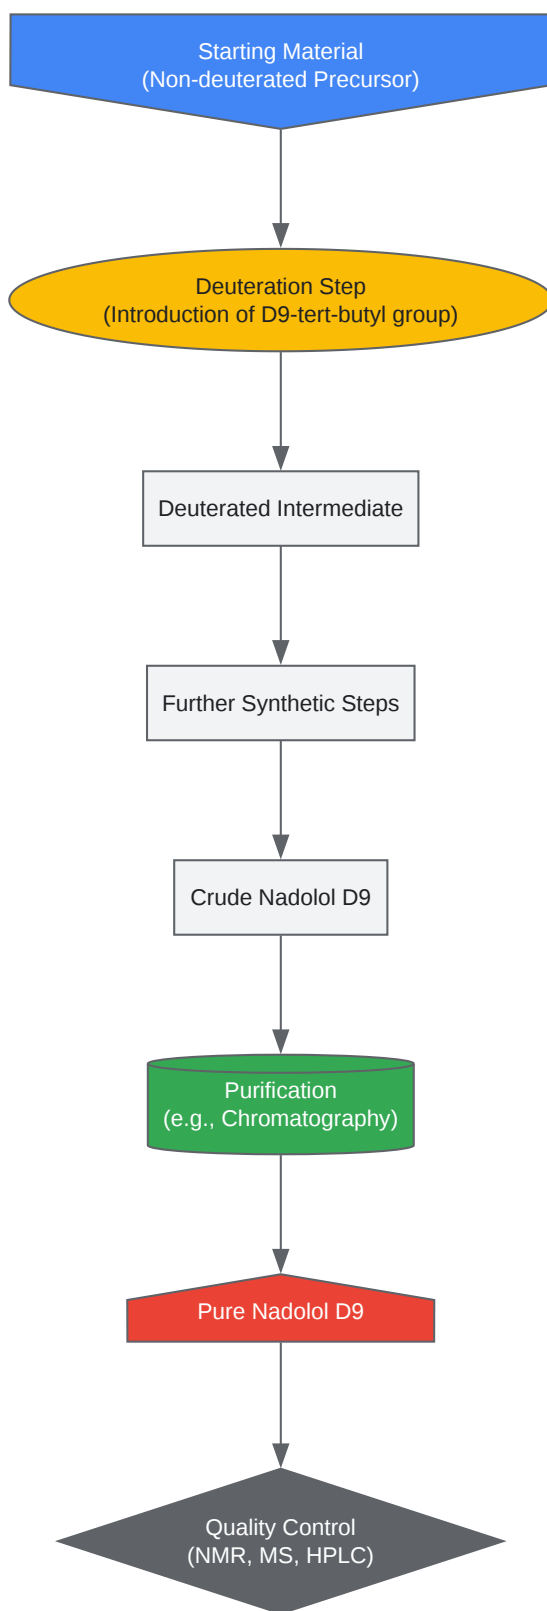 Starting Material
(Non-deuterated Precursor)
Deuteration Step
(Introduction of D9-tert-butyl group)
Deuterated Intermediate
Further Synthetic Steps
Crude Nadolol D9
Purification
(e.g., Chromatography)
Pure Nadolol D9
Quality Control
(NMR, MS, HPLC)